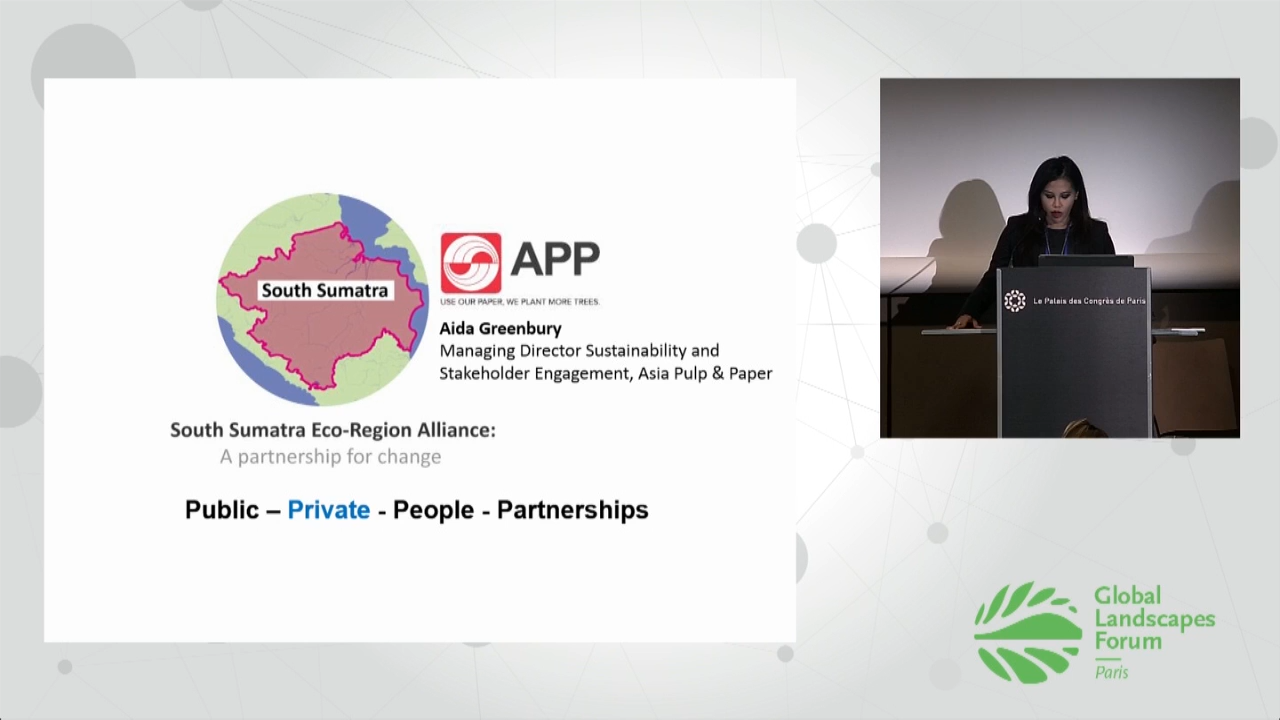 South Sumatra
APP
USE OUR PAPER, WE PLANT MORE TREES.
Aida Greenbury
Managing Director Sustainability and
Stakeholder Engagement, Asia Pulp & Paper
South Sumatra Eco-Region Alliance:
A partnership for change
Public – Private - People - Partnerships
Le Palais des Congrès de Paris
Global
Landscapes
Forum
Paris